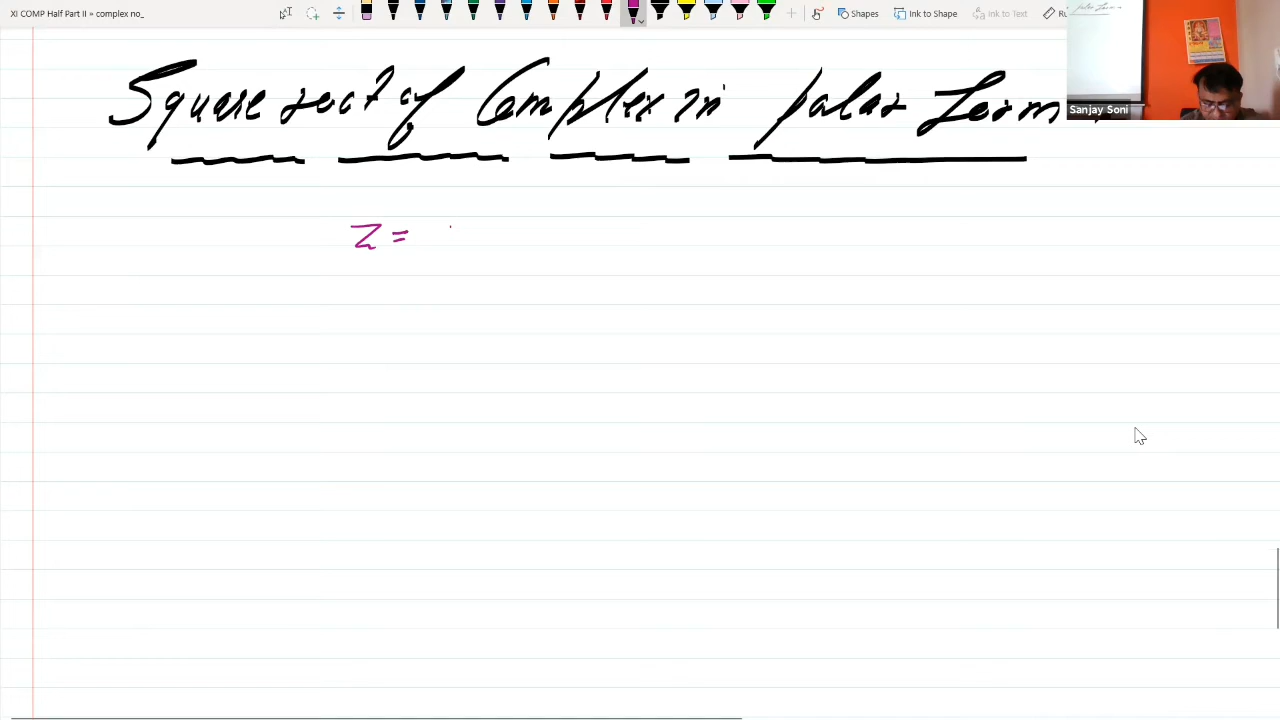 XI COMP Half Part II » complex no_
Shapes
Ink to Shape
Ink to Text
Ru
Sanjay Soni
Square root of Complex in polar form
Z =